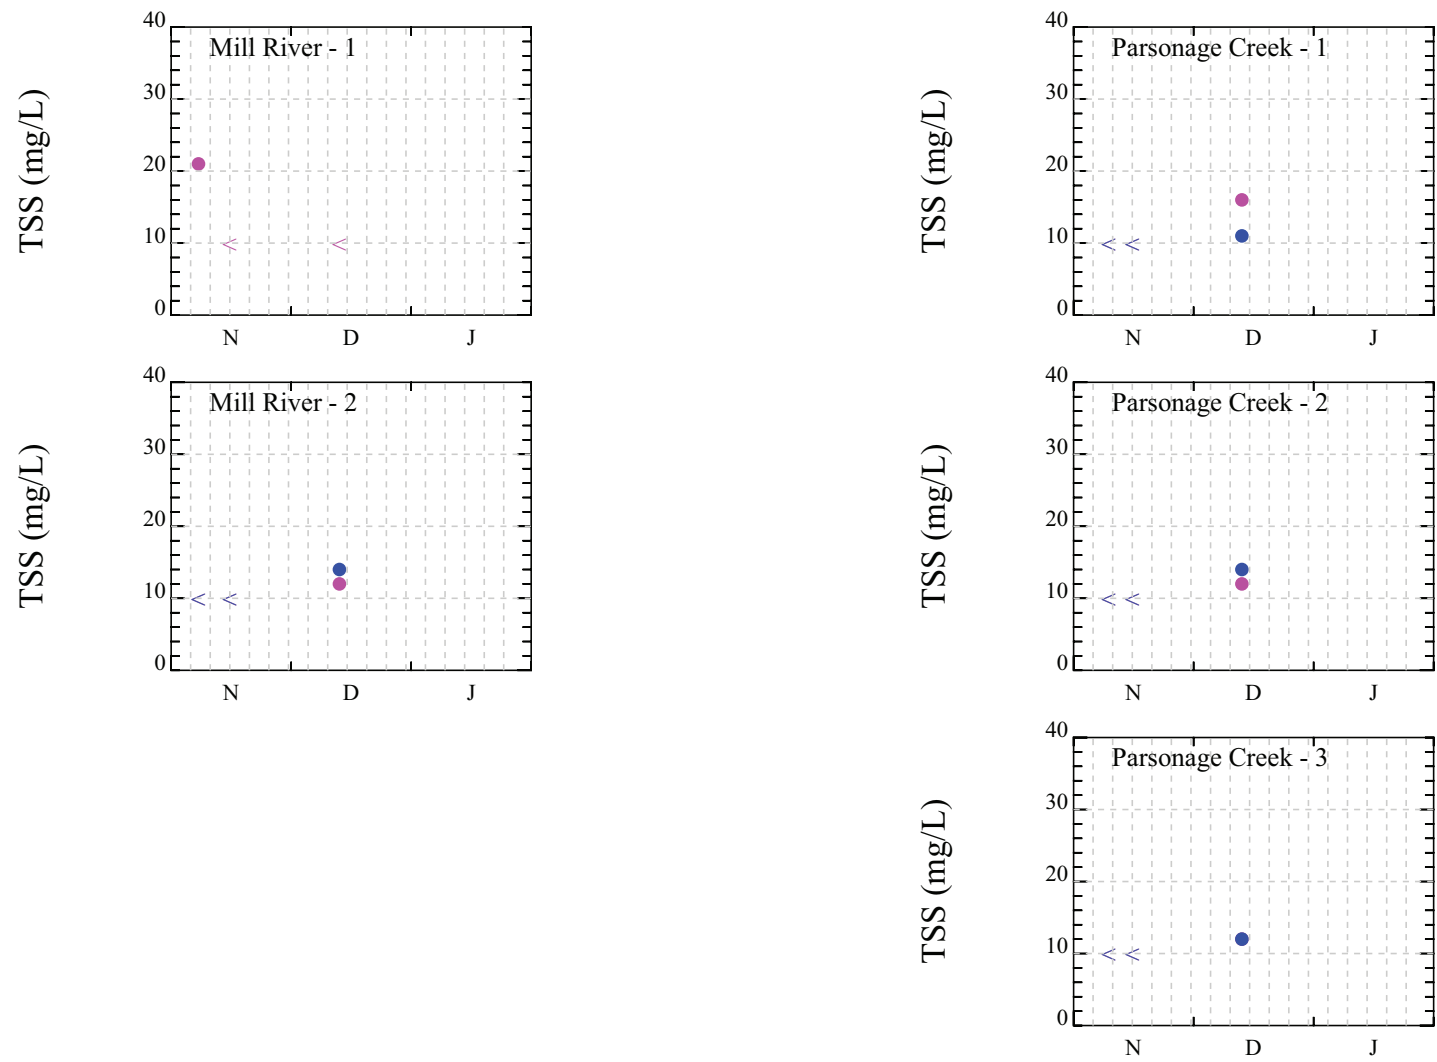 Mill River - 1
TSS (mg/L)
40
30
20
10
0
N D J
<
<
Parsonage Creek - 1
TSS (mg/L)
40
30
20
10
0
N D J
< <
Mill River - 2
TSS (mg/L)
40
30
20
10
0
N D J
< <
Parsonage Creek - 2
TSS (mg/L)
40
30
20
10
0
N D J
< <
Parsonage Creek - 3
TSS (mg/L)
40
30
20
10
0
N D J
< <